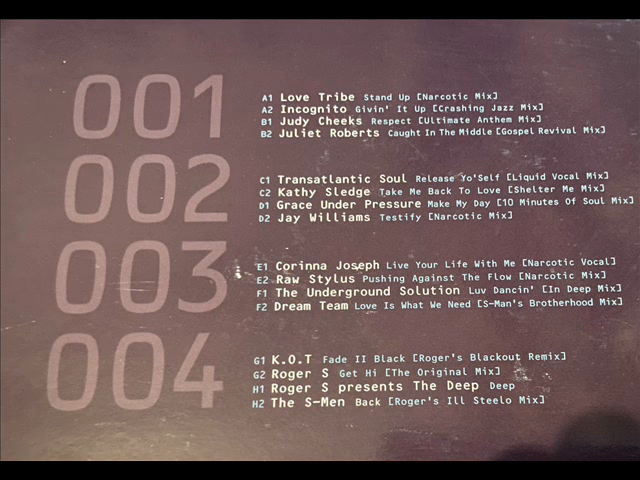 001
A1 Love Tribe Stand Up [Narcotic Mix]
A2 Incognito Givin' It Up [Crashing Jazz Mix]
B1 Judy Cheeks Respect [Ultimate Anthem Mix]
B2 Juliet Roberts Caught In The Middle [Gospel Revival Mix]
002
C1 Transatlantic Soul Release Yo'Self [Liquid Vocal Mix]
C2 Kathy Sledge Take Me Back To Love [Shelter Me Mix]
D1 Grace Under Pressure Make My Day [10 Minutes Of Soul Mix]
D2 Jay Williams Testify [Narcotic Mix]
003
E1 Corinna Joseph Live Your Life With Me [Narcotic Vocal]
E2 Raw Stylus Pushing Against The Flow [Narcotic Mix]
F1 The Underground Solution Luv Dancin' [In Deep Mix]
F2 Dream Team Love Is What We Need [S-Man's Brotherhood Mix]
004
G1 K.O.T Fade II Black [Roger's Blackout Remix]
G2 Roger S Get Hi [The Original Mix]
H1 Roger S presents The Deep Deep
H2 The S-Men Back [Roger's Ill Steelo Mix]